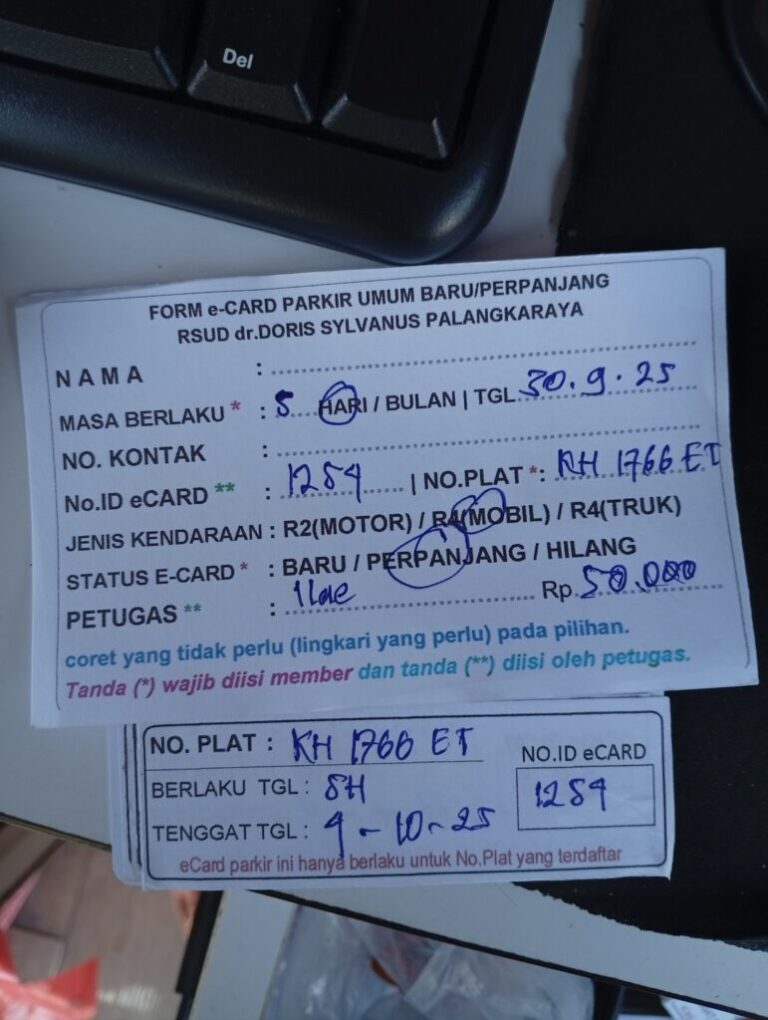 Del
FORM e-CARD PARKIR UMUM BARU/PERPANJANG
RSUD dr.DORIS SYLVANUS PALANGKARAYA
NAMA :
MASA BERLAKU * : 5 HARI / BULAN | TGL 30.9.25
NO. KONTAK :
No.ID eCARD ** : 1259 | NO.PLAT *: KH 1766 ET
JENIS KENDARAAN : R2(MOTOR) / R4(MOBIL) / R4(TRUK)
STATUS E-CARD * : BARU / PERPANJANG / HILANG
PETUGAS ** : Rp 50.000
coret yang tidak perlu (lingkari yang perlu) pada pilihan.
Tanda (*) wajib diisi member dan tanda (**) diisi oleh petugas.
NO. PLAT : KH 1766 ET
NO.ID eCARD
BERLAKU TGL : 5H
1259
TENGGAT TGL : 4-10-25
eCard parkir ini hanya berlaku untuk No.Plat yang terdaftar